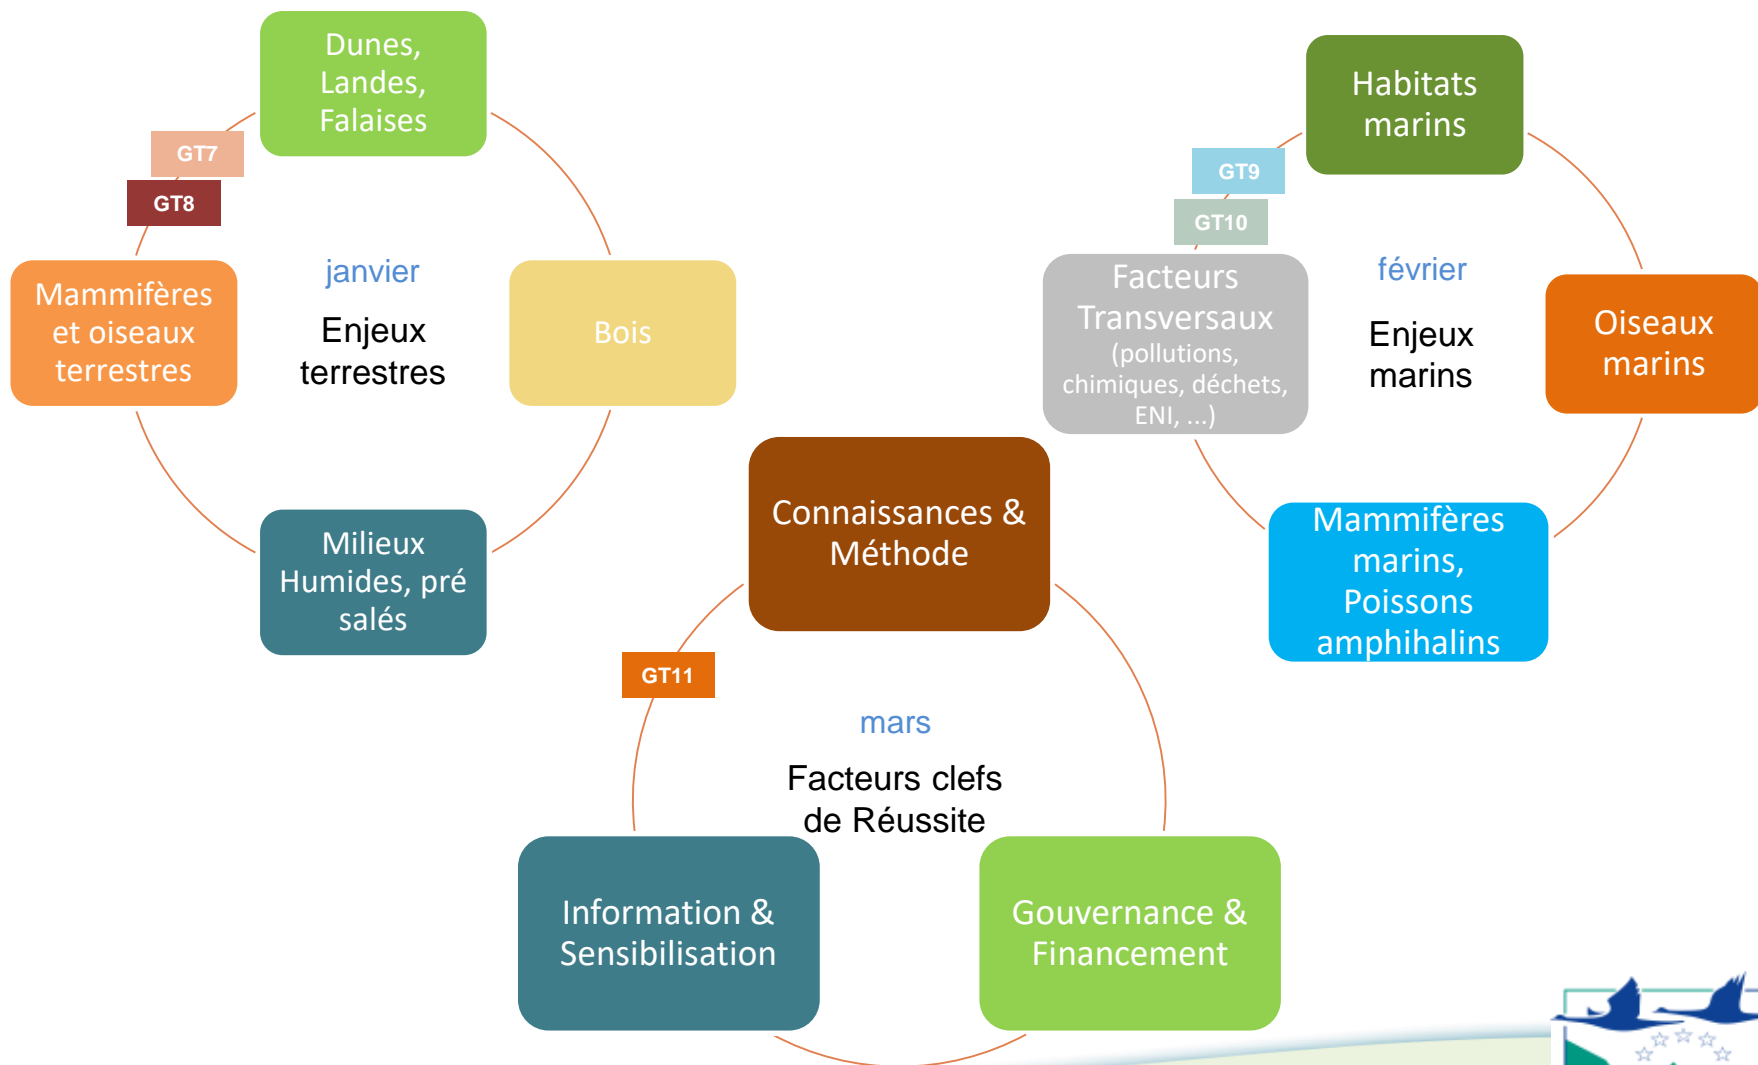 Dunes,
Landes,
Falaises
GT7
GT8
Mammifères
et oiseaux
terrestres
janvier
Enjeux
terrestres
Bois
Milieux
Humides, pré
salés
Habitats
marins
GT9
GT10
Facteurs
Transversaux
(pollutions,
chimiques, déchets,
ENI, ...)
février
Enjeux
marins
Oiseaux
marins
Mammifères
marins,
Poissons
amphihalins
Connaissances &
Méthode
GT11
mars
Facteurs clefs
de Réussite
Information &
Sensibilisation
Gouvernance &
Financement